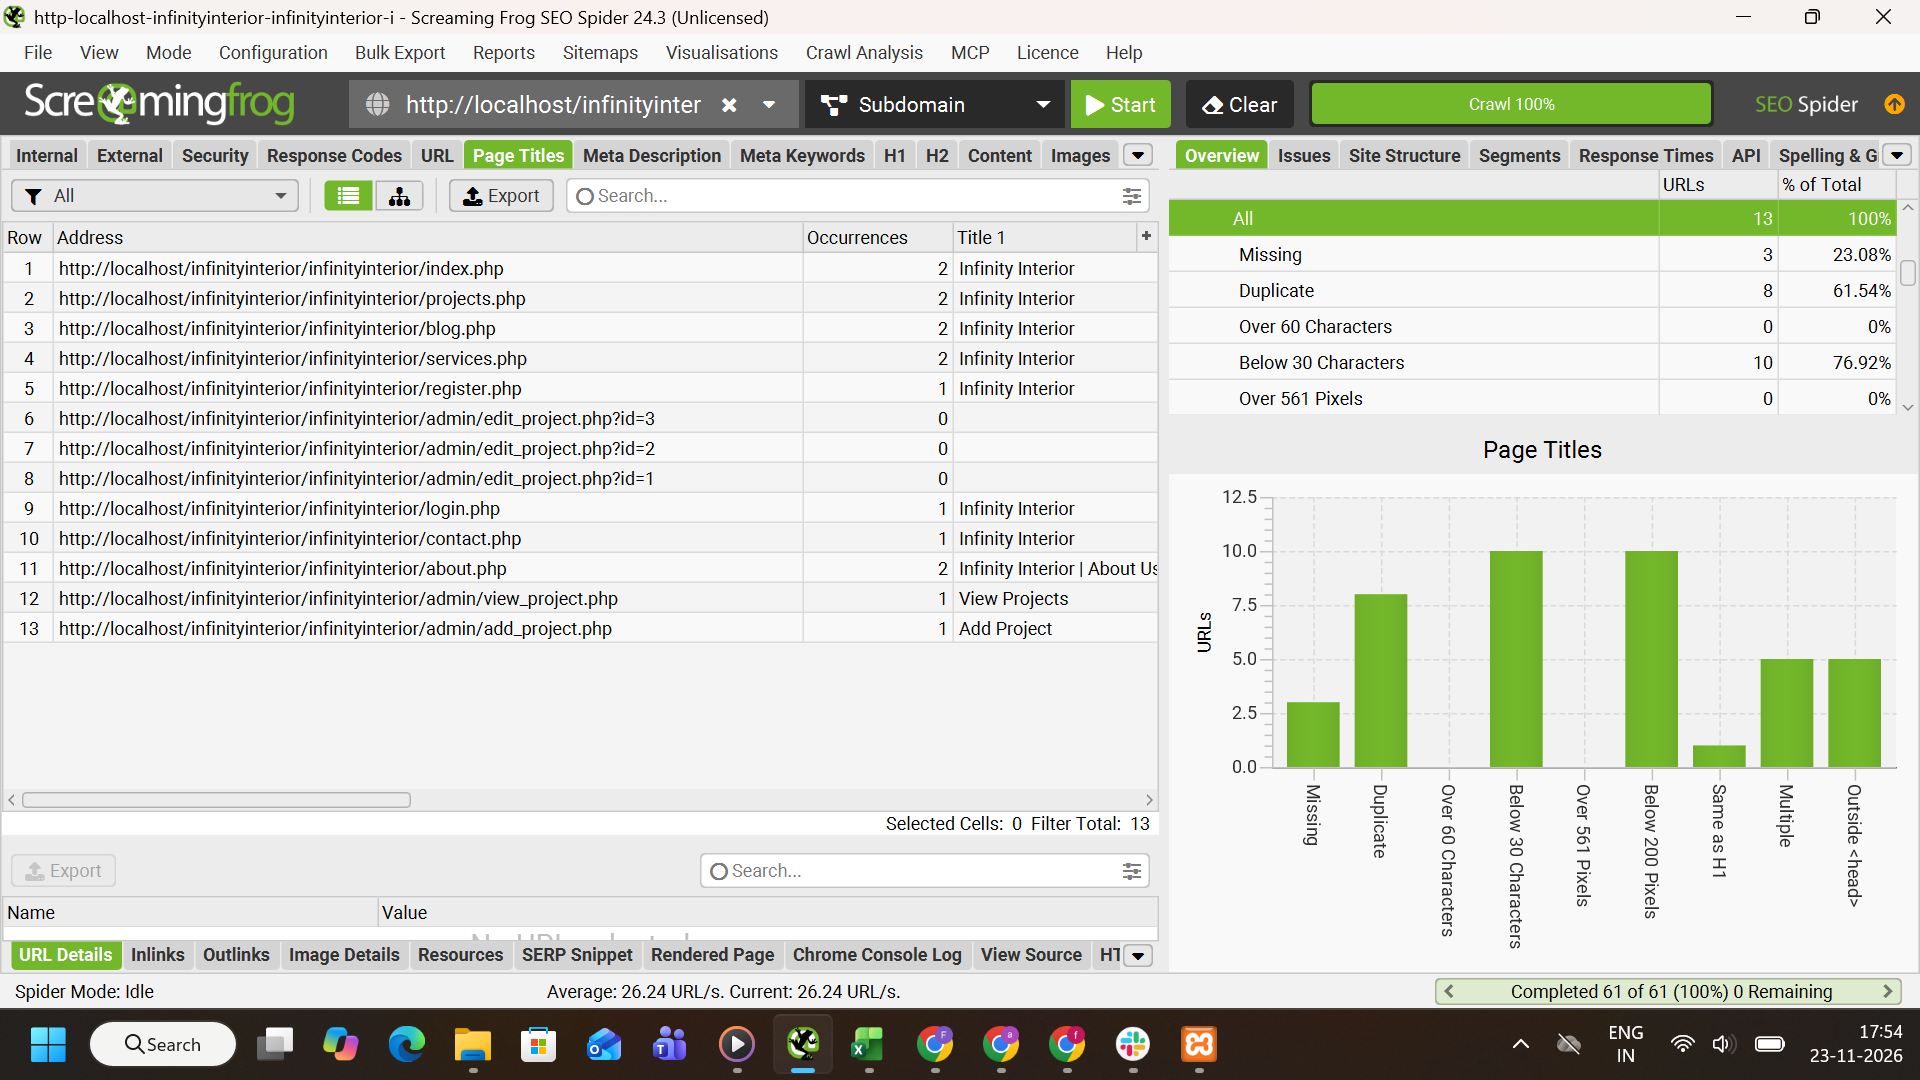 http-localhost-infinityinterior-infinityinterior-i - Screaming Frog SEO Spider 24.3 (Unlicensed)
File View Mode Configuration Bulk Export Reports Sitemaps Visualisations Crawl Analysis MCP Licence Help
Screamingfrog http://localhost/infinityinter Subdomain Start Clear Crawl 100% SEO Spider
Internal External Security Response Codes URL Page Titles Meta Description Meta Keywords H1 H2 Content Images
All Export Search...
Row Address Occurrences Title 1 +
1 http://localhost/infinityinterior/infinityinterior/index.php 2 Infinity Interior
2 http://localhost/infinityinterior/infinityinterior/projects.php 2 Infinity Interior
3 http://localhost/infinityinterior/infinityinterior/blog.php 2 Infinity Interior
4 http://localhost/infinityinterior/infinityinterior/services.php 2 Infinity Interior
5 http://localhost/infinityinterior/infinityinterior/register.php 1 Infinity Interior
6 http://localhost/infinityinterior/infinityinterior/admin/edit_project.php?id=3 0
7 http://localhost/infinityinterior/infinityinterior/admin/edit_project.php?id=2 0
8 http://localhost/infinityinterior/infinityinterior/admin/edit_project.php?id=1 0
9 http://localhost/infinityinterior/infinityinterior/login.php 1 Infinity Interior
10 http://localhost/infinityinterior/infinityinterior/contact.php 1 Infinity Interior
11 http://localhost/infinityinterior/infinityinterior/about.php 2 Infinity Interior | About Us
12 http://localhost/infinityinterior/infinityinterior/admin/view_project.php 1 View Projects
13 http://localhost/infinityinterior/infinityinterior/admin/add_project.php 1 Add Project
Selected Cells: 0 Filter Total: 13
Export Search...
Name Value
URL Details Inlinks Outlinks Image Details Resources SERP Snippet Rendered Page Chrome Console Log View Source HT
Overview Issues Site Structure Segments Response Times API Spelling & G
URLs % of Total
All 13 100%
Missing 3 23.08%
Duplicate 8 61.54%
Over 60 Characters 0 0%
Below 30 Characters 10 76.92%
Over 561 Pixels 0 0%
Page Titles
URLs
12.5
10.0
7.5
5.0
2.5
0.0
Missing
Duplicate
Over 60 Characters
Below 30 Characters
Over 561 Pixels
Below 200 Pixels
Same as H1
Multiple
Outside <head>
Spider Mode: Idle Average: 26.24 URL/s. Current: 26.24 URL/s. Completed 61 of 61 (100%) 0 Remaining
Search
ENG
IN
17:54
23-11-2026